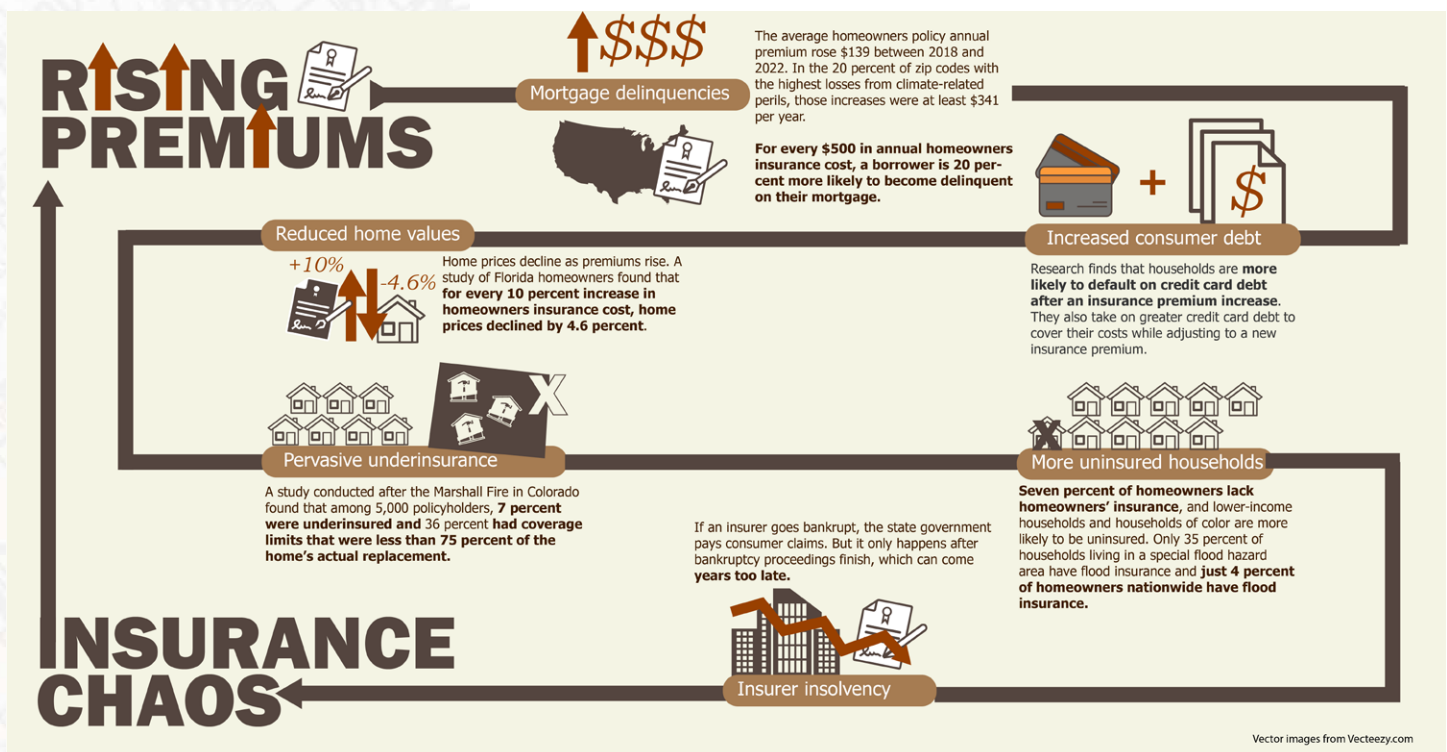 RISING
PREMIUMS
$$$
Mortgage delinquencies
The average homeowners policy annual
premium rose $139 between 2018 and
2022. In the 20 percent of zip codes with
the highest losses from climate-related
perils, those increases were at least $341
per year.
For every $500 in annual homeowners
insurance cost, a borrower is 20 per-
cent more likely to become delinquent
on their mortgage.
+
$
Increased consumer debt
Research finds that households are more
likely to default on credit card debt
after an insurance premium increase.
They also take on greater credit card debt to
cover their costs while adjusting to a new
insurance premium.
Reduced home values
+10%
-4.6%
Home prices decline as premiums rise. A
study of Florida homeowners found that
for every 10 percent increase in
homeowners insurance cost, home
prices declined by 4.6 percent.
X
Pervasive underinsurance
A study conducted after the Marshall Fire in Colorado
found that among 5,000 policyholders, 7 percent
were underinsured and 36 percent had coverage
limits that were less than 75 percent of the
home's actual replacement.
X
More uninsured households
Seven percent of homeowners lack
homeowners' insurance, and lower-income
households and households of color are more
likely to be uninsured. Only 35 percent of
households living in a special flood hazard
area have flood insurance and just 4 percent
of homeowners nationwide have flood
insurance.
If an insurer goes bankrupt, the state government
pays consumer claims. But it only happens after
bankruptcy proceedings finish, which can come
years too late.
Insurer insolvency
INSURANCE
CHAOS
Vector images from Vecteezy.com